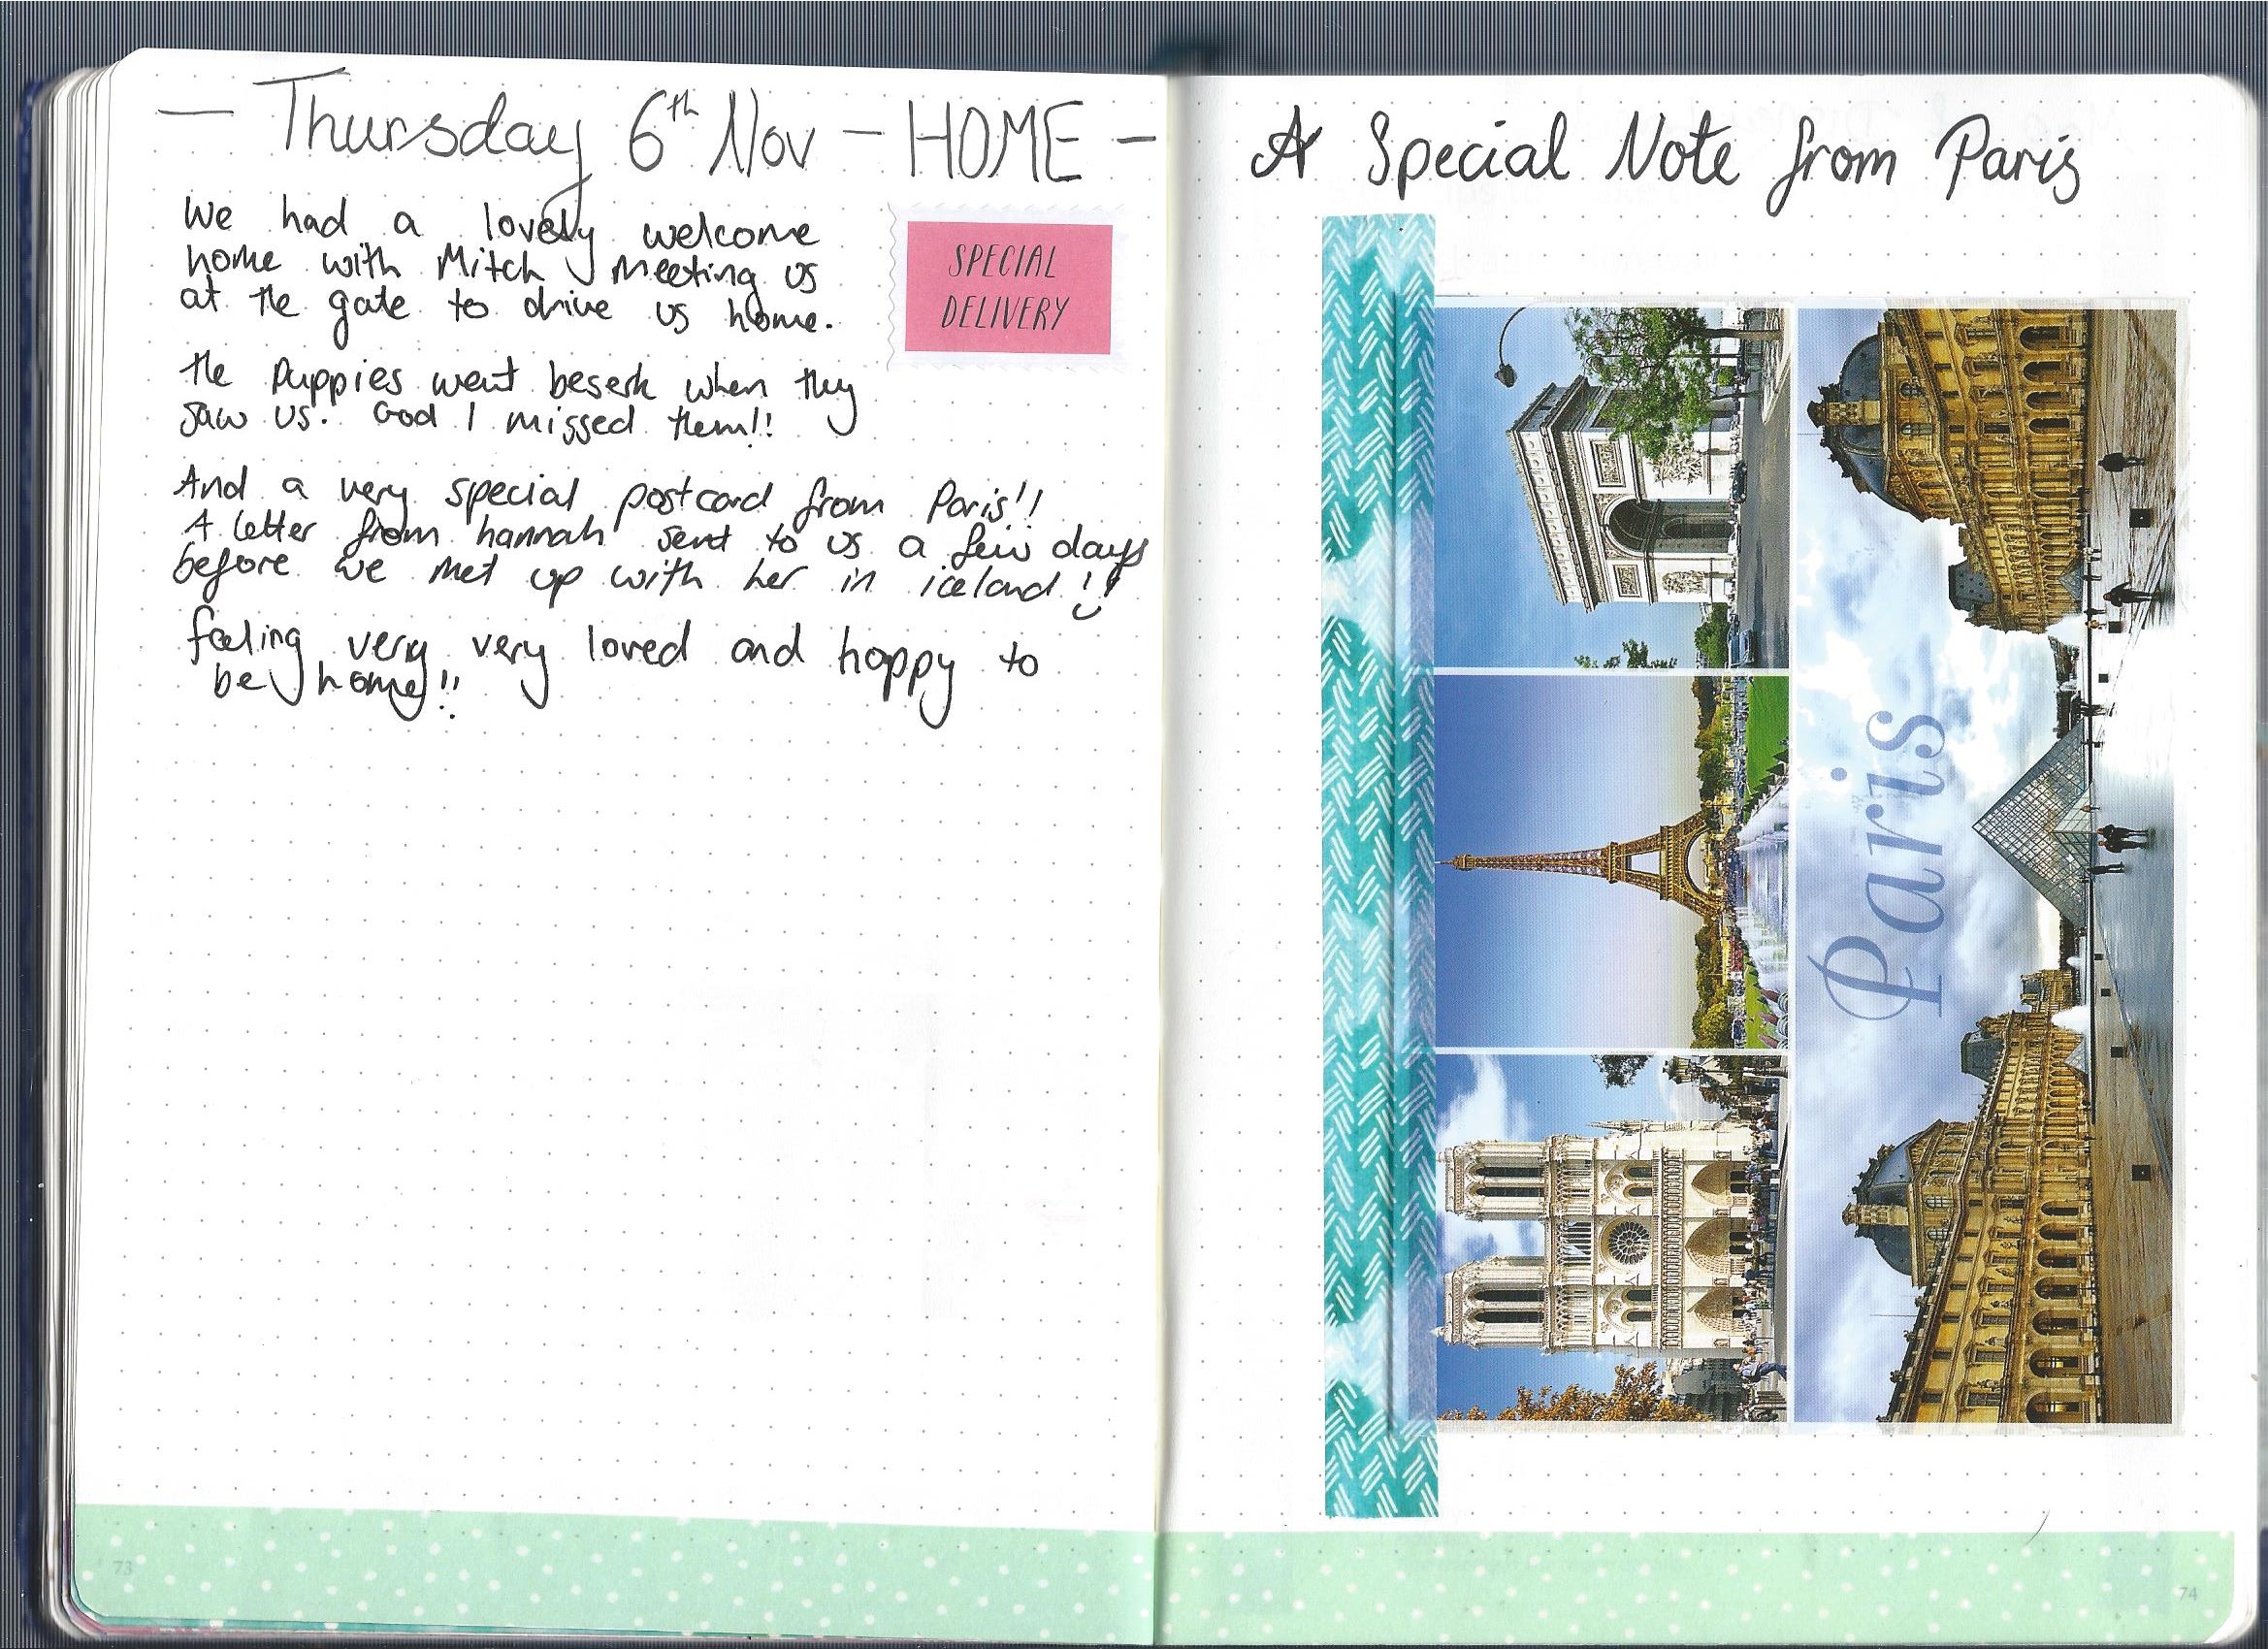 — Thursday 6th Nov — HOME —
We had a lovely welcome
home with Mitch meeting us
at the gate to drive us home.
The puppies went beserk when they
saw us. God I missed them!!
And a very special postcard from Paris!!
A letter from hannah sent to us a few days
before we met up with her in iceland!!
feeling very very loved and happy to
be home!!
SPECIAL
DELIVERY
73
A Special Note from Paris
Paris
74